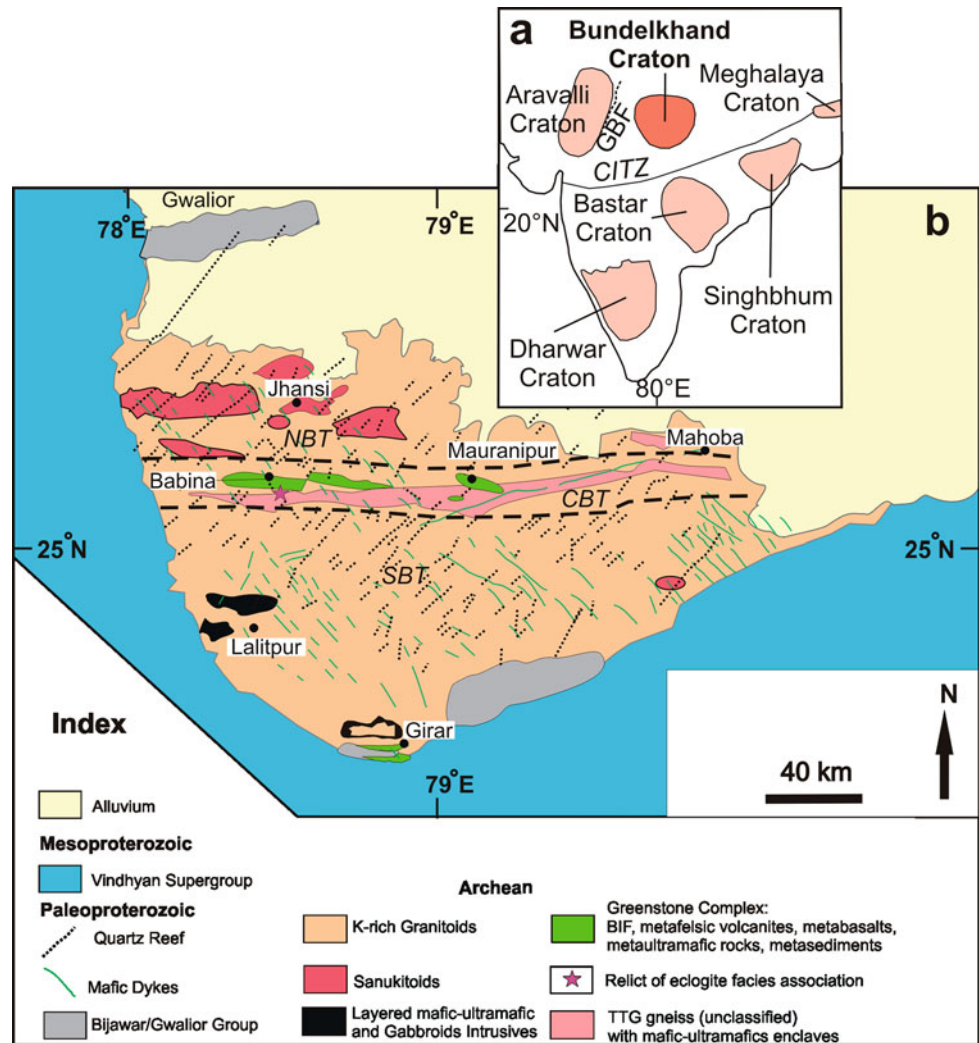 a
Bundelkhand
Craton
Aravalli
Craton
GBF
Meghalaya
Craton
CITZ
20°N
Bastar
Craton
Singhbhum
Craton
Dharwar
Craton
80°E
b
78°E
Gwalior
79°E
Jhansi
NBT
Mauranipur
Mahoba
Babina
CBT
25°N
25°N
SBT
Lalitpur
Girar
79°E
N
40 km
Index
Alluvium
Mesoproterozoic
Vindhyan Supergroup
Paleoproterozoic
Quartz Reef
Mafic Dykes
Bijawar/Gwalior Group
Archean
K-rich Granitoids
Sanukitoids
Layered mafic-ultramafic
and Gabbroids Intrusives
Greenstone Complex:
BIF, metafelsic volcanites, metabasalts,
metaultramafic rocks, metasediments
Relict of eclogite facies association
TTG gneiss (unclassified)
with mafic-ultramafics enclaves